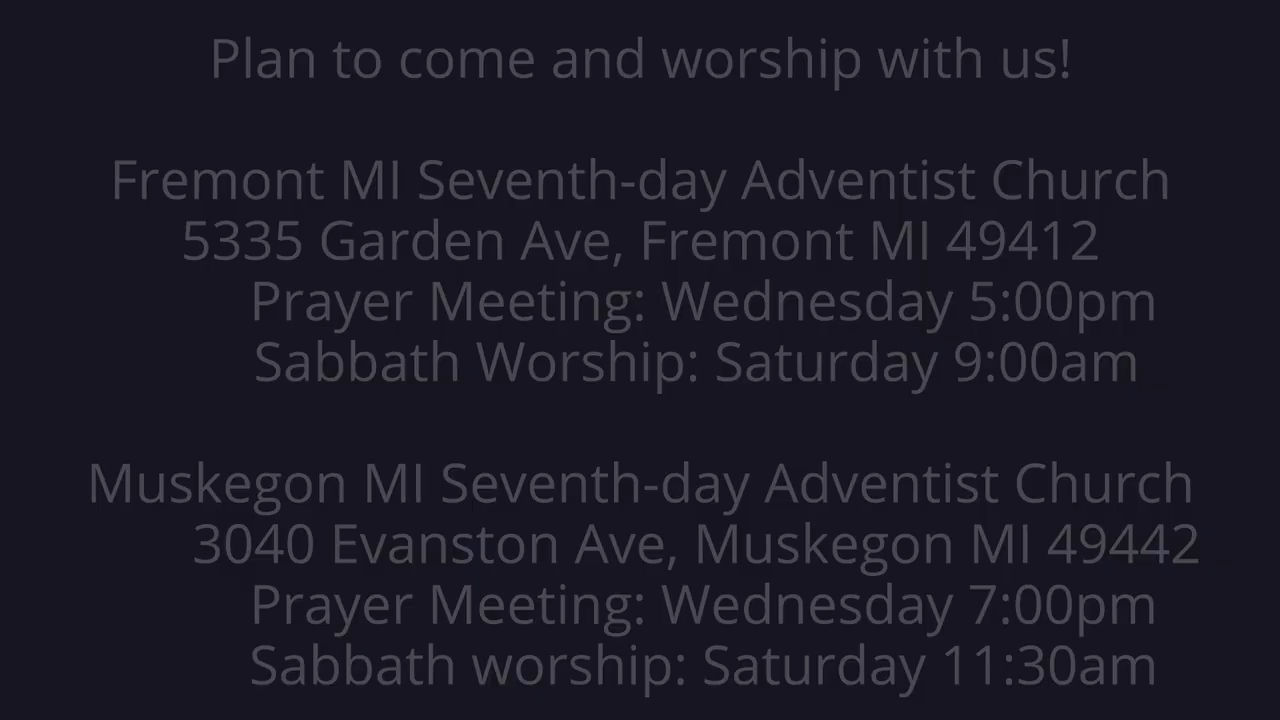 Plan to come and worship with us!
Fremont MI Seventh-day Adventist Church
5335 Garden Ave, Fremont MI 49412
Prayer Meeting: Wednesday 5:00pm
Sabbath Worship: Saturday 9:00am
Muskegon MI Seventh-day Adventist Church
3040 Evanston Ave, Muskegon MI 49442
Prayer Meeting: Wednesday 7:00pm
Sabbath worship: Saturday 11:30am